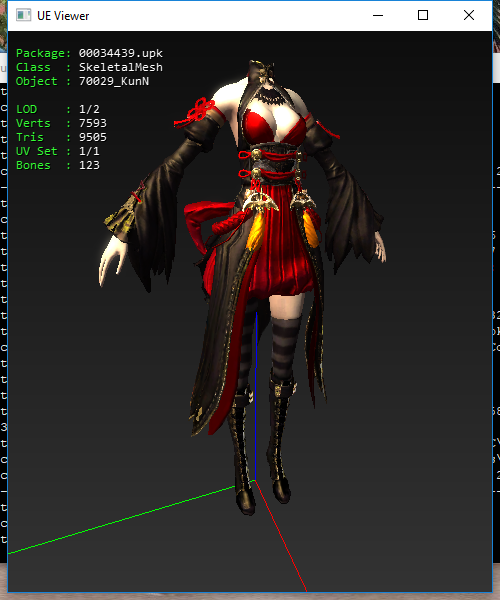 UE Viewer
Package: 00034439.upk
Class : SkeletalMesh
Object : 70029_KunN
LOD : 1/2
Verts : 7593
Tris : 9505
UV Set : 1/1
Bones : 123